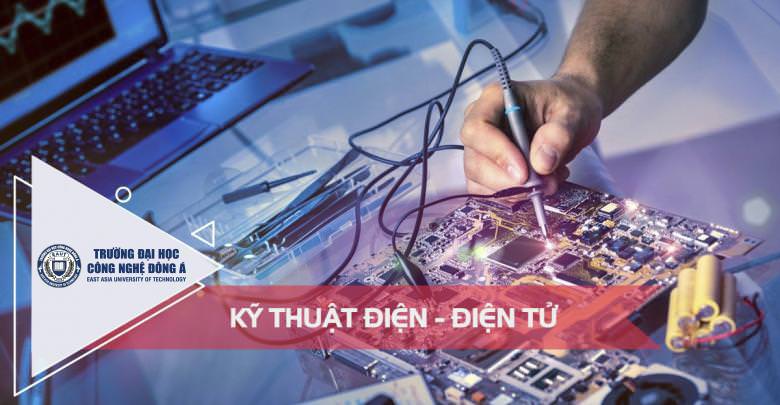 TRƯỜNG ĐẠI HỌC
CÔNG NGHỆ ĐÔNG Á
EAST ASIA UNIVERSITY OF TECHNOLOGY
KỸ THUẬT ĐIỆN - ĐIỆN TỬ